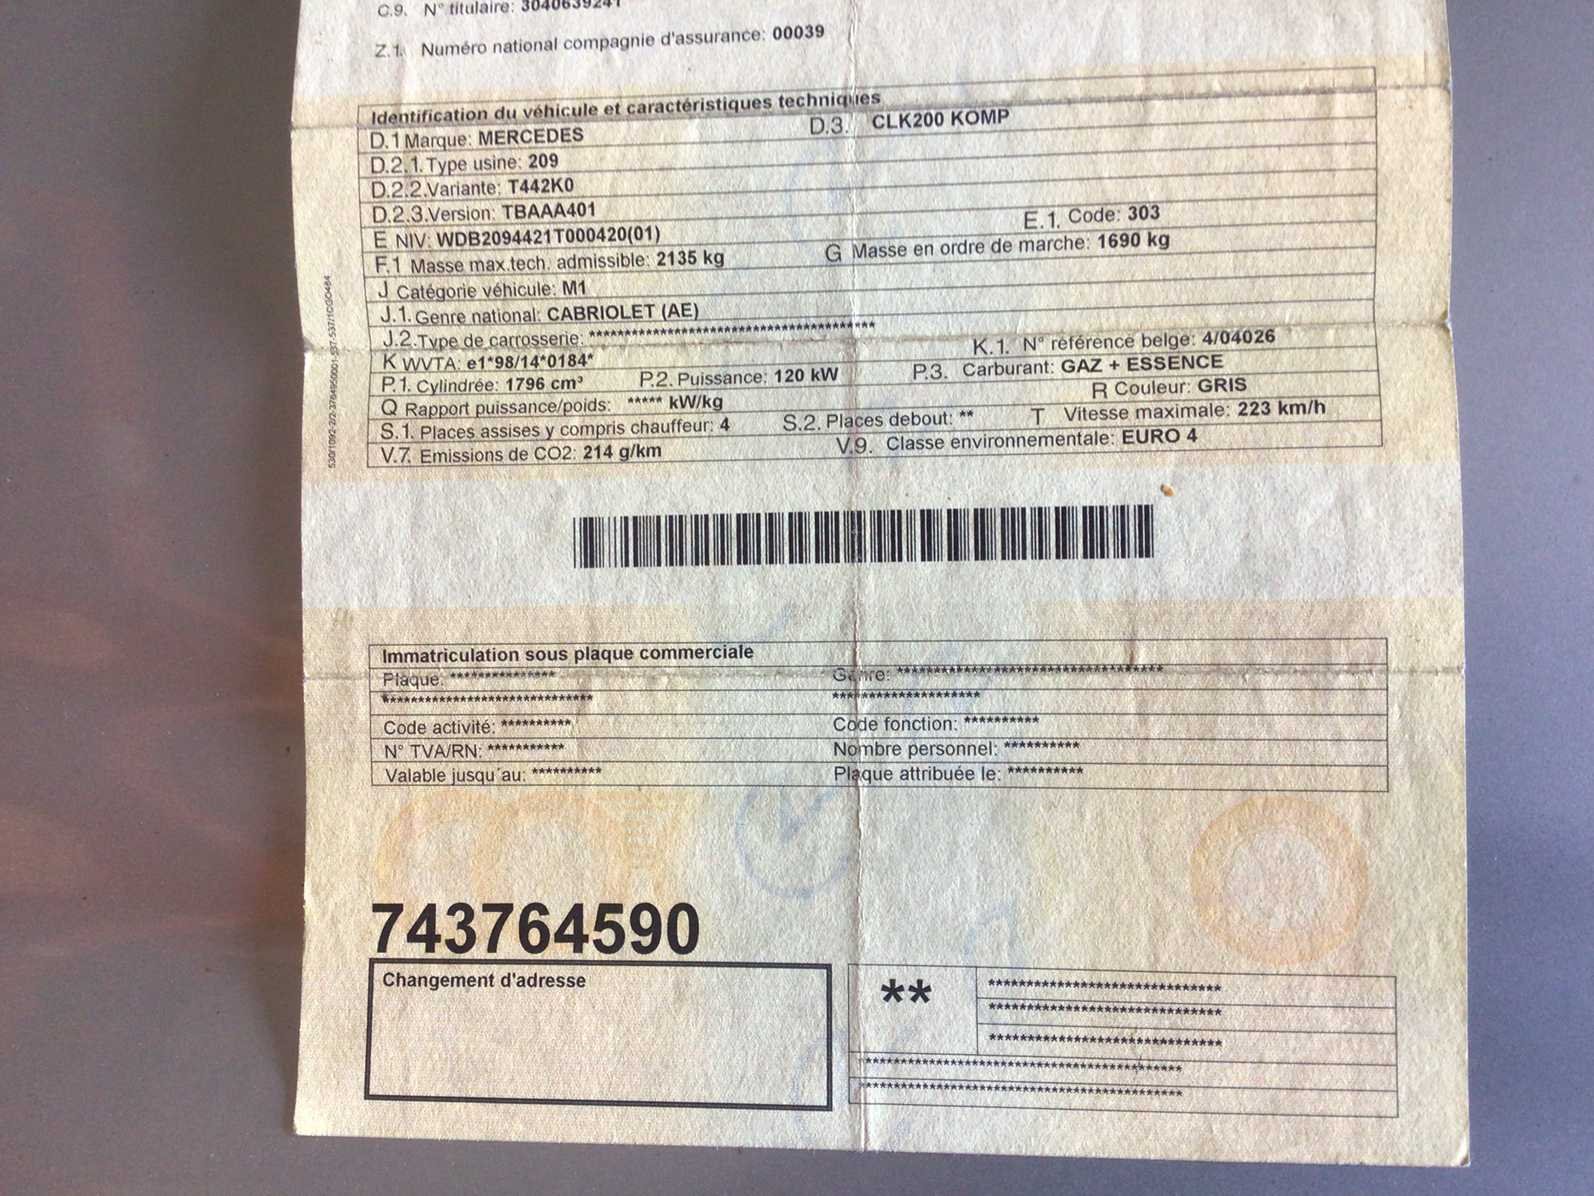 C.9. N° titulaire: 3040639241
Z.1. Numéro national compagnie d'assurance: 00039
Identification du véhicule et caractéristiques techniques
D.1 Marque: MERCEDES D.3. CLK200 KOMP
D.2.1. Type usine: 209
D.2.2. Variante: T442K0
D.2.3. Version: TBAAA401
E NIV: WDB2094421T000420(01) E.1. Code: 303
F.1 Masse max.tech. admissible: 2135 kg G Masse en ordre de marche: 1690 kg
J Catégorie véhicule: M1
J.1. Genre national: CABRIOLET (AE)
J.2. Type de carrosserie: ****************************************
K WVTA: e1*98/14*0184* K.1. N° référence belge: 4/04026
P.1. Cylindrée: 1796 cm³ P.2. Puissance: 120 kW P.3. Carburant: GAZ + ESSENCE
Q Rapport puissance/poids: ***** kW/kg R Couleur: GRIS
S.1. Places assises y compris chauffeur: 4 S.2. Places debout: ** T Vitesse maximale: 223 km/h
V.7. Emissions de CO2: 214 g/km V.9. Classe environnementale: EURO 4
Immatriculation sous plaque commerciale
Plaque: *************** Genre: **************************************
****************************** *********************
Code activité: ********** Code fonction: **********
N° TVA/RN: *********** Nombre personnel: **********
Valable jusqu'au: ********** Plaque attribuée le: **********
743764590
Changement d'adresse
**
******************************
******************************
******************************
*****************************************
*****************************************